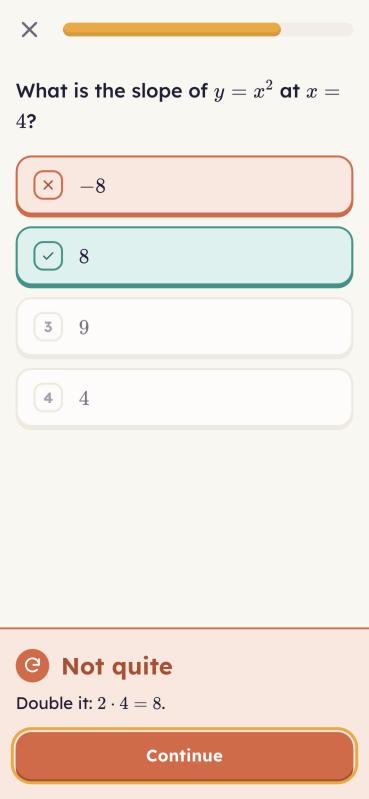 What is the slope of y = x² at x =
4?
−8
8
3 9
4 4
Not quite
Double it: 2 · 4 = 8.
Continue